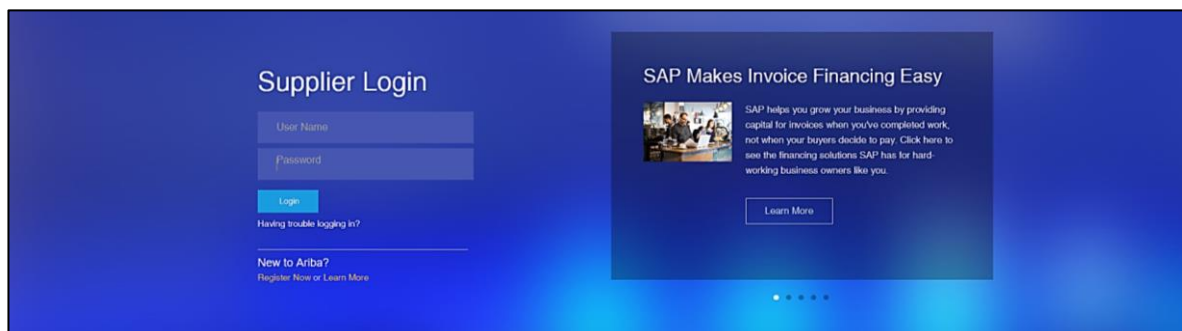 Supplier Login
User Name
Password
Login
Having trouble logging in?
New to Ariba?
Register Now or Learn More
SAP Makes Invoice Financing Easy
SAP helps you grow your business by providing
capital for invoices when you've completed work,
not when your buyers decide to pay. Click here to
see the financing solutions SAP has for hard-
working business owners like you.
Learn More